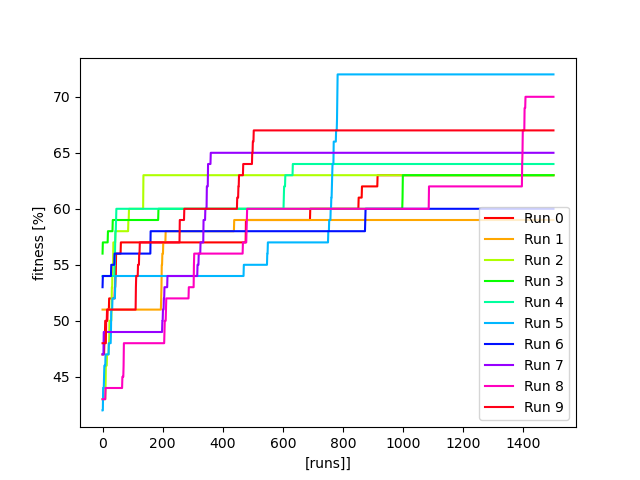 fitness [%]
70
65
60
55
50
45
0
200
400
600
800
1000
1200
1400
[runs]]
Run 0
Run 1
Run 2
Run 3
Run 4
Run 5
Run 6
Run 7
Run 8
Run 9